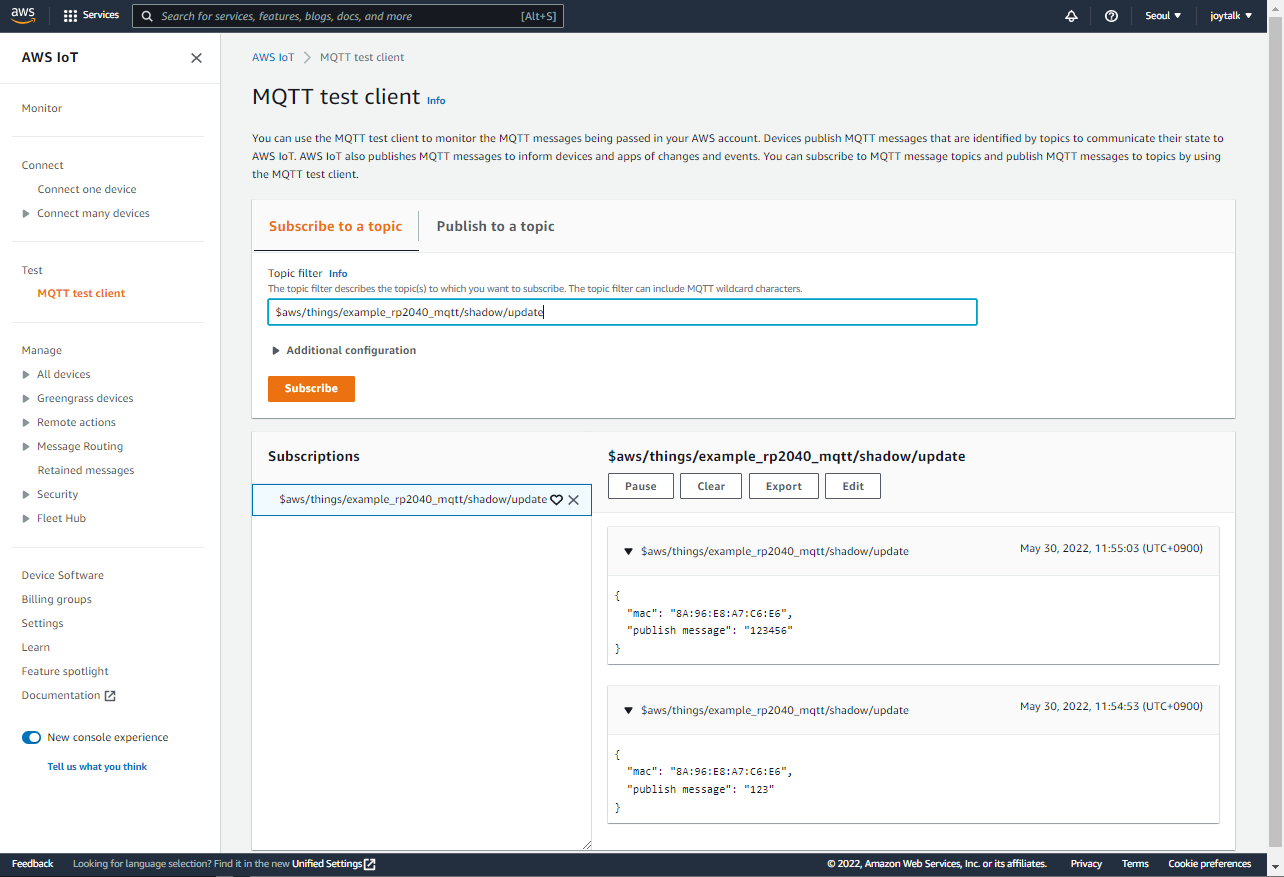 aws
Services
Search for services, features, blogs, docs, and more
[Alt+S]
Seoul ▼
joytalk ▼
AWS IoT
Monitor
Connect
Connect one device
Connect many devices
Test
MQTT test client
Manage
All devices
Greengrass devices
Remote actions
Message Routing
Retained messages
Security
Fleet Hub
Device Software
Billing groups
Settings
Learn
Feature spotlight
Documentation
New console experience
Tell us what you think
AWS IoT > MQTT test client
MQTT test client Info
You can use the MQTT test client to monitor the MQTT messages being passed in your AWS account. Devices publish MQTT messages that are identified by topics to communicate their state to
AWS IoT. AWS IoT also publishes MQTT messages to inform devices and apps of changes and events. You can subscribe to MQTT message topics and publish MQTT messages to topics by using
the MQTT test client.
Subscribe to a topic
Publish to a topic
Topic filter Info
The topic filter describes the topic(s) to which you want to subscribe. The topic filter can include MQTT wildcard characters.
$aws/things/example_rp2040_mqtt/shadow/update
Additional configuration
Subscribe
Subscriptions
$aws/things/example_rp2040_mqtt/shadow/update
$aws/things/example_rp2040_mqtt/shadow/update
Pause
Clear
Export
Edit
$aws/things/example_rp2040_mqtt/shadow/update
May 30, 2022, 11:55:03 (UTC+0900)
{
"mac": "8A:96:E8:A7:C6:E6",
"publish message": "123456"
}
$aws/things/example_rp2040_mqtt/shadow/update
May 30, 2022, 11:54:53 (UTC+0900)
{
"mac": "8A:96:E8:A7:C6:E6",
"publish message": "123"
}
Feedback
Looking for language selection? Find it in the new Unified Settings
© 2022, Amazon Web Services, Inc. or its affiliates.
Privacy
Terms
Cookie preferences